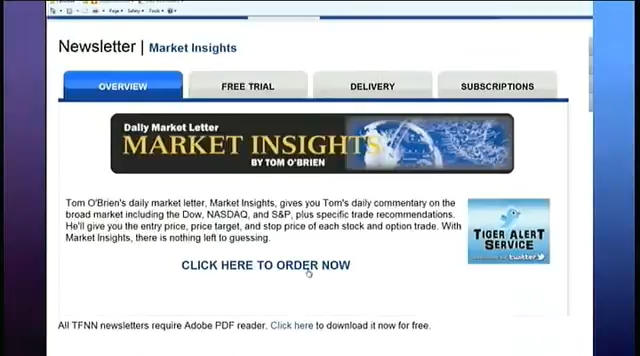 Page Safety Tools
Newsletter | Market Insights
OVERVIEW FREE TRIAL DELIVERY SUBSCRIPTIONS
Daily Market Letter
MARKET INSIGHTS
BY TOM O'BRIEN
Tom O'Brien's daily market letter, Market Insights, gives you Tom's daily commentary on the
broad market including the Dow, NASDAQ, and S&P, plus specific trade recommendations.
He'll give you the entry price, price target, and stop price of each stock and option trade. With
Market Insights, there is nothing left to guessing.
TIGER ALERT
SERVICE
twitter
CLICK HERE TO ORDER NOW
All TFNN newsletters require Adobe PDF reader. Click here to download it now for free.